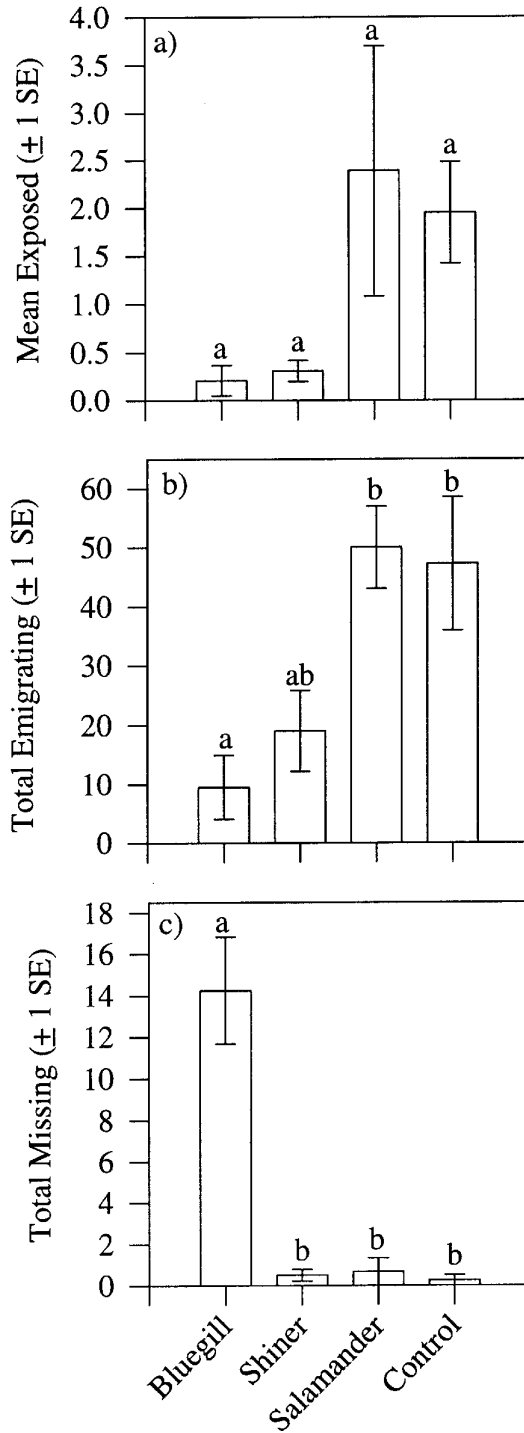 a)
Mean Exposed (± 1 SE)
4.0
3.5
3.0
2.5
2.0
1.5
1.0
0.5
0.0
a a a a
b)
Total Emigrating (± 1 SE)
60
50
40
30
20
10
0
a ab b b
c)
Total Missing (± 1 SE)
18
16
14
12
10
8
6
4
2
0
a b b b
Bluegill
Shiner
Salamander
Control